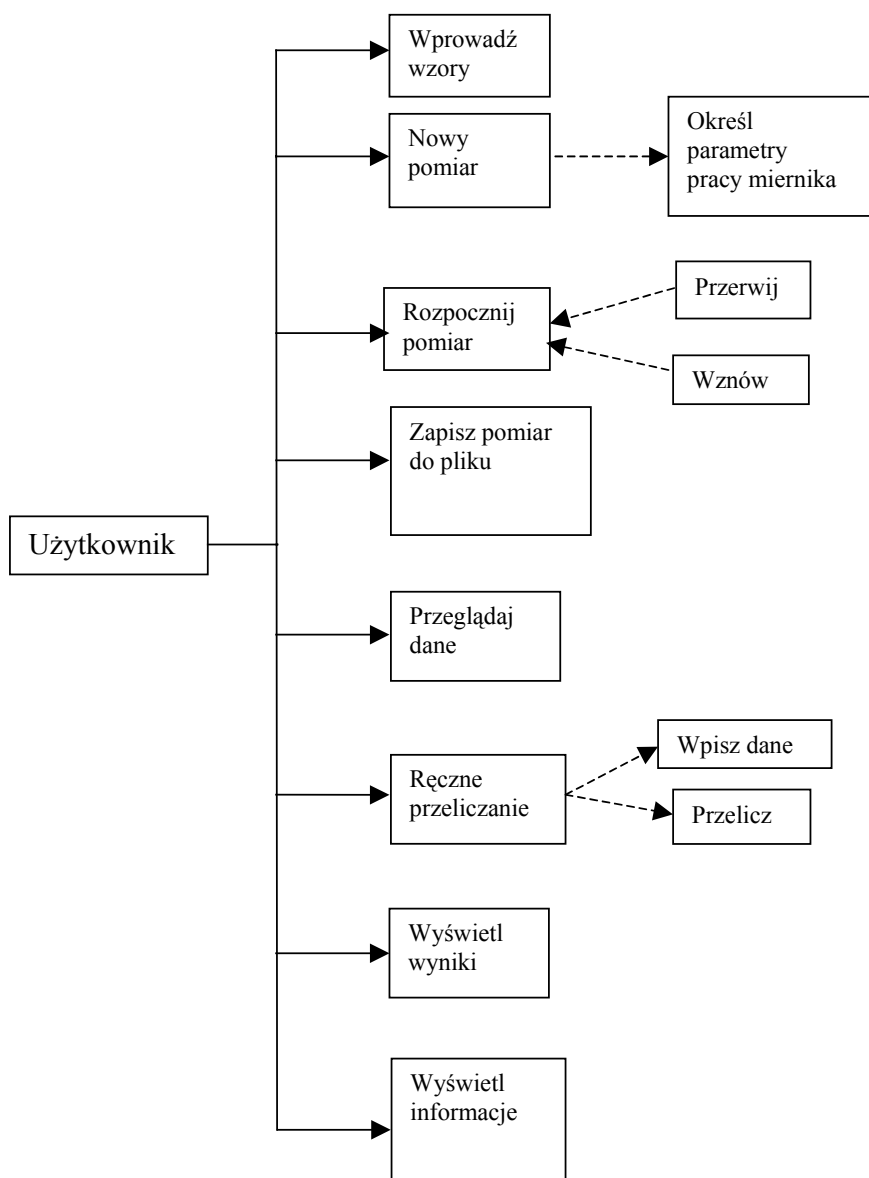 Wprowadź
wzory
Nowy
pomiar
Określ
parametry
pracy miernika
Rozpocznij
pomiar
Przerwij
Wznów
Zapisz pomiar
do pliku
Użytkownik
Przeglądaj
dane
Ręczne
przeliczanie
Wpisz dane
Przelicz
Wyświetl
wyniki
Wyświetl
informacje